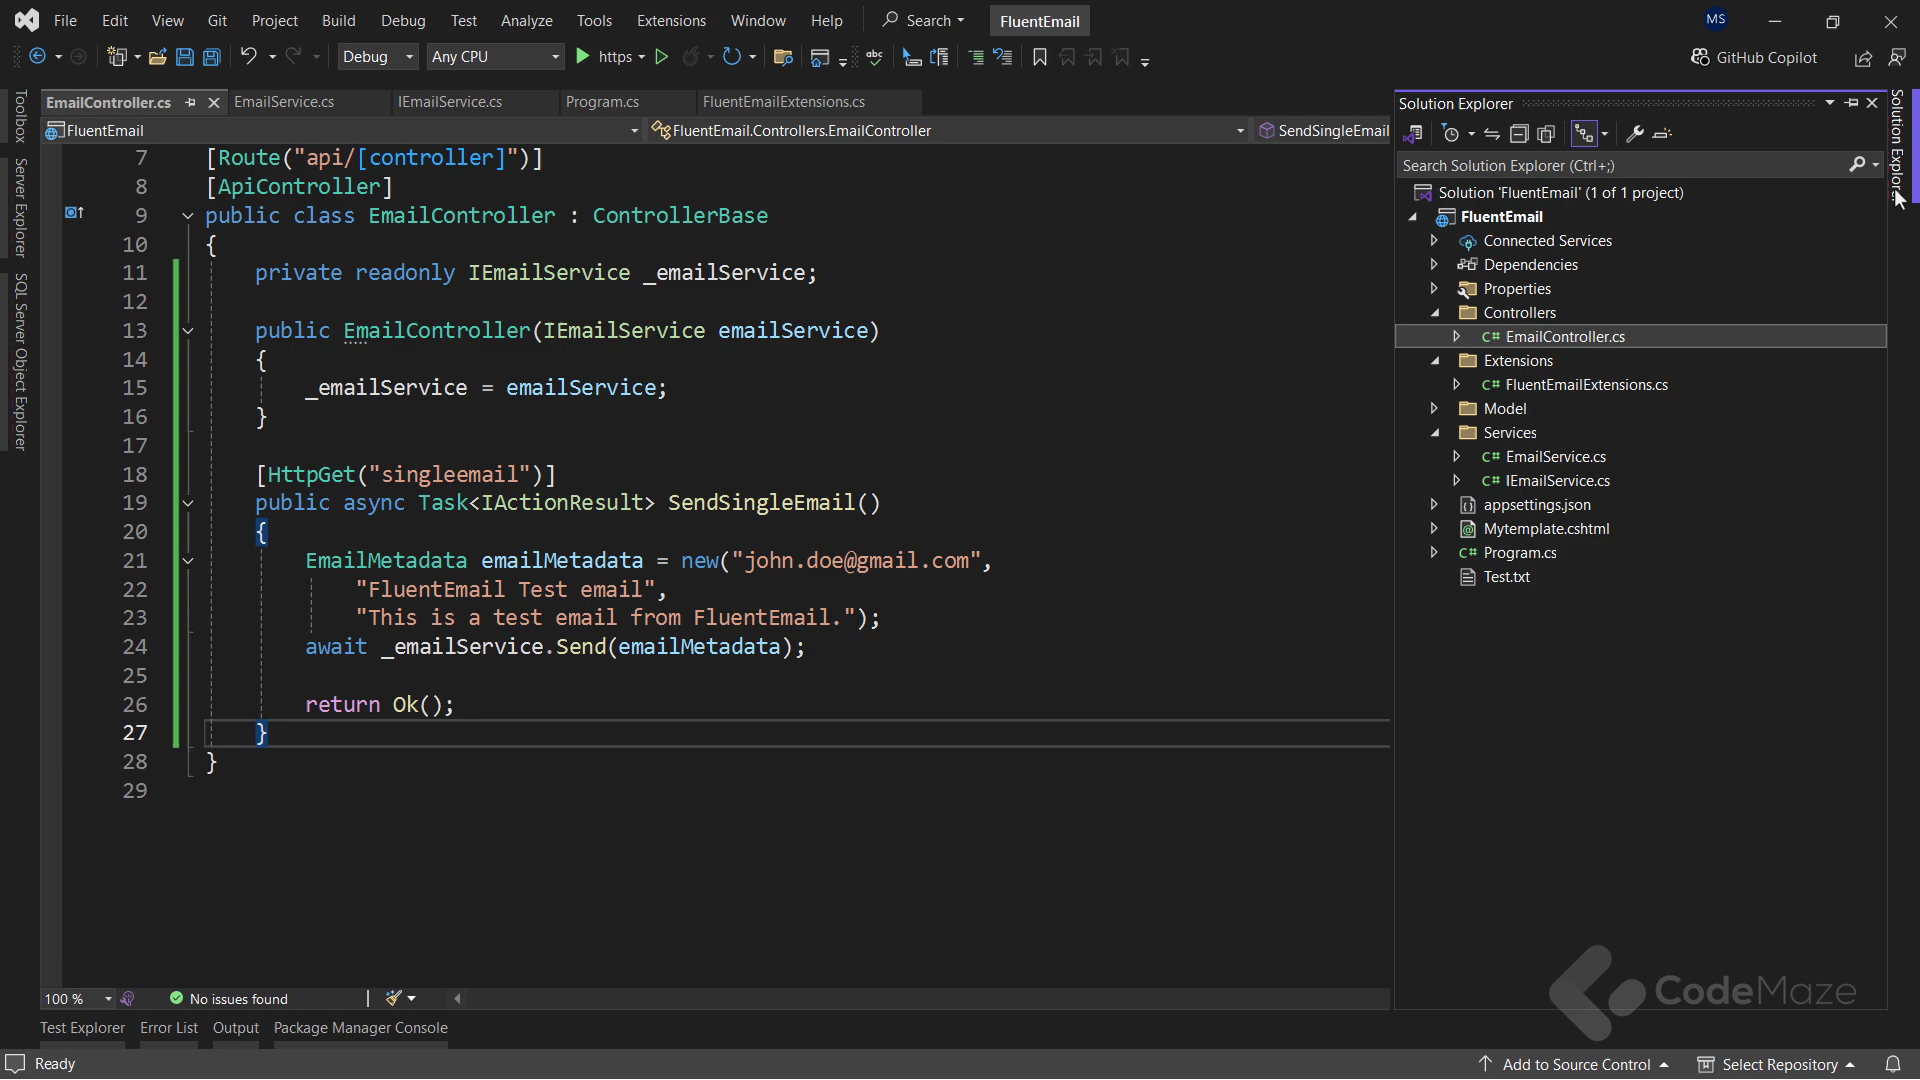 File Edit View Git Project Build Debug Test Analyze Tools Extensions Window Help Search FluentEmail MS
Debug Any CPU https GitHub Copilot
EmailController.cs EmailService.cs IEmailService.cs Program.cs FluentEmailExtensions.cs
FluentEmail FluentEmail.Controllers.EmailController SendSingleEmail
Toolbox
Server Explorer
SQL Server Object Explorer
7 [Route("api/[controller]")]
8 [ApiController]
9 public class EmailController : ControllerBase
10 {
11 private readonly IEmailService _emailService;
12
13 public EmailController(IEmailService emailService)
14 {
15 _emailService = emailService;
16 }
17
18 [HttpGet("singleemail")]
19 public async Task<IActionResult> SendSingleEmail()
20 {
21 EmailMetadata emailMetadata = new("john.doe@gmail.com",
22 "FluentEmail Test email",
23 "This is a test email from FluentEmail.");
24 await _emailService.Send(emailMetadata);
25
26 return Ok();
27 }
28 }
29
100 % No issues found
Solution Explorer
Search Solution Explorer (Ctrl+;)
Solution 'FluentEmail' (1 of 1 project)
FluentEmail
Connected Services
Dependencies
Properties
Controllers
C# EmailController.cs
Extensions
C# FluentEmailExtensions.cs
Model
Services
C# EmailService.cs
C# IEmailService.cs
appsettings.json
Mytemplate.cshtml
C# Program.cs
Test.txt
Solution Explorer
CodeMaze
Test Explorer Error List Output Package Manager Console
Ready Add to Source Control Select Repository